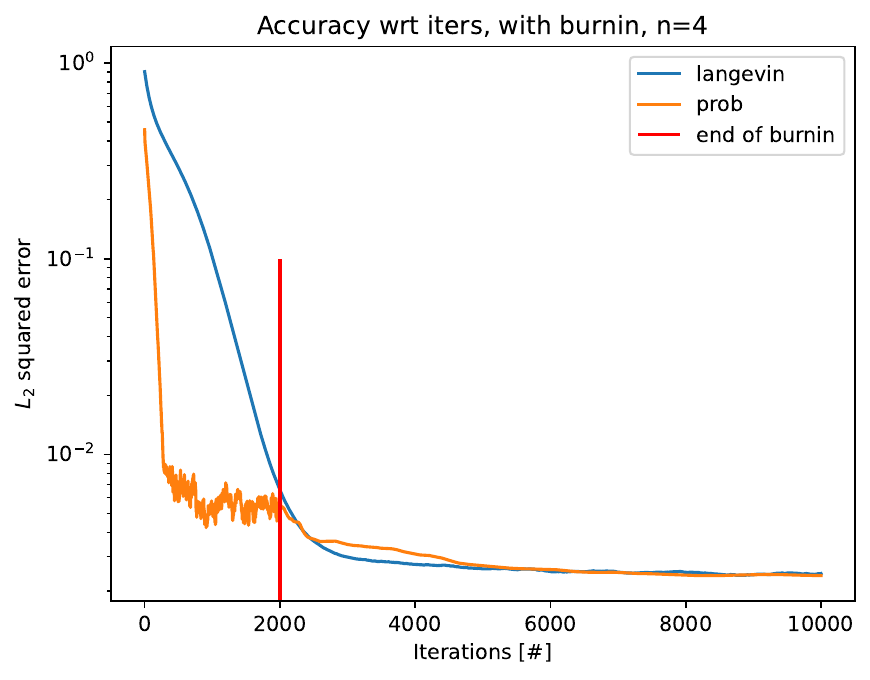 Accuracy wrt iters, with burnin, n=4
langevin
prob
end of burnin
10⁰
10⁻¹
10⁻²
L₂ squared error
0 2000 4000 6000 8000 10000
Iterations [#]